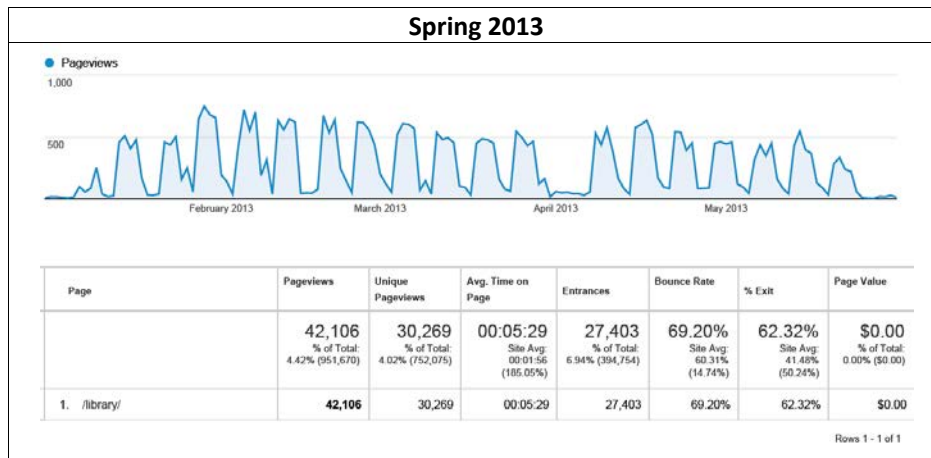 Spring 2013
Pageviews
1,000
500
February 2013 March 2013 April 2013 May 2013
Page Pageviews Unique Pageviews Avg. Time on Page Entrances Bounce Rate % Exit Page Value
42,106 30,269 00:05:29 27,403 69.20% 62.32% $0.00
% of Total: % of Total: Site Avg: % of Total: Site Avg: Site Avg: % of Total:
4.42% (951,670) 4.02% (752,075) 00:01:56 6.94% (394,754) 60.31% 41.48% 0.00% ($0.00)
(185.05%) (14.74%) (50.24%)
1. /library/ 42,106 30,269 00:05:29 27,403 69.20% 62.32% $0.00
Rows 1 - 1 of 1